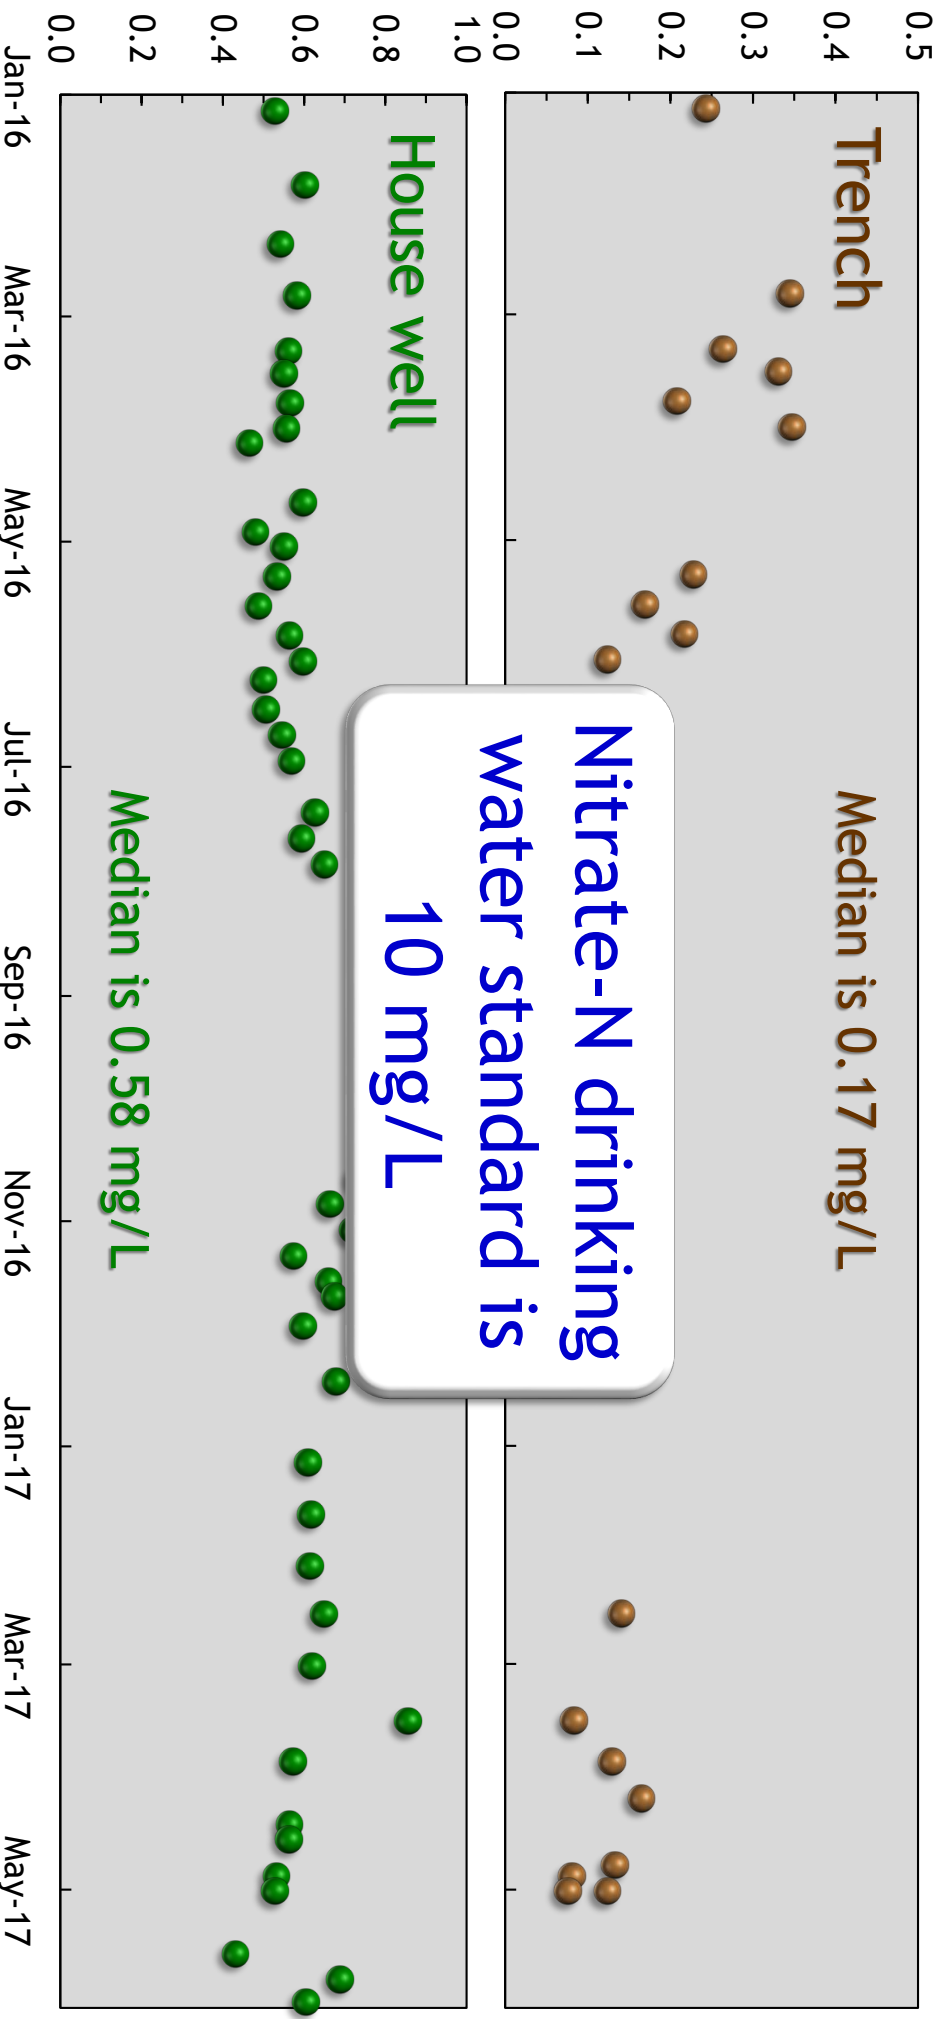 0.5
0.4
0.3
0.2
0.1
0.0
Trench
Median is 0.17 mg/L
Nitrate-N drinking
water standard is
10 mg/L
1.0
0.8
0.6
0.4
0.2
0.0
House well
Median is 0.58 mg/L
Jan-16 Mar-16 May-16 Jul-16 Sep-16 Nov-16 Jan-17 Mar-17 May-17